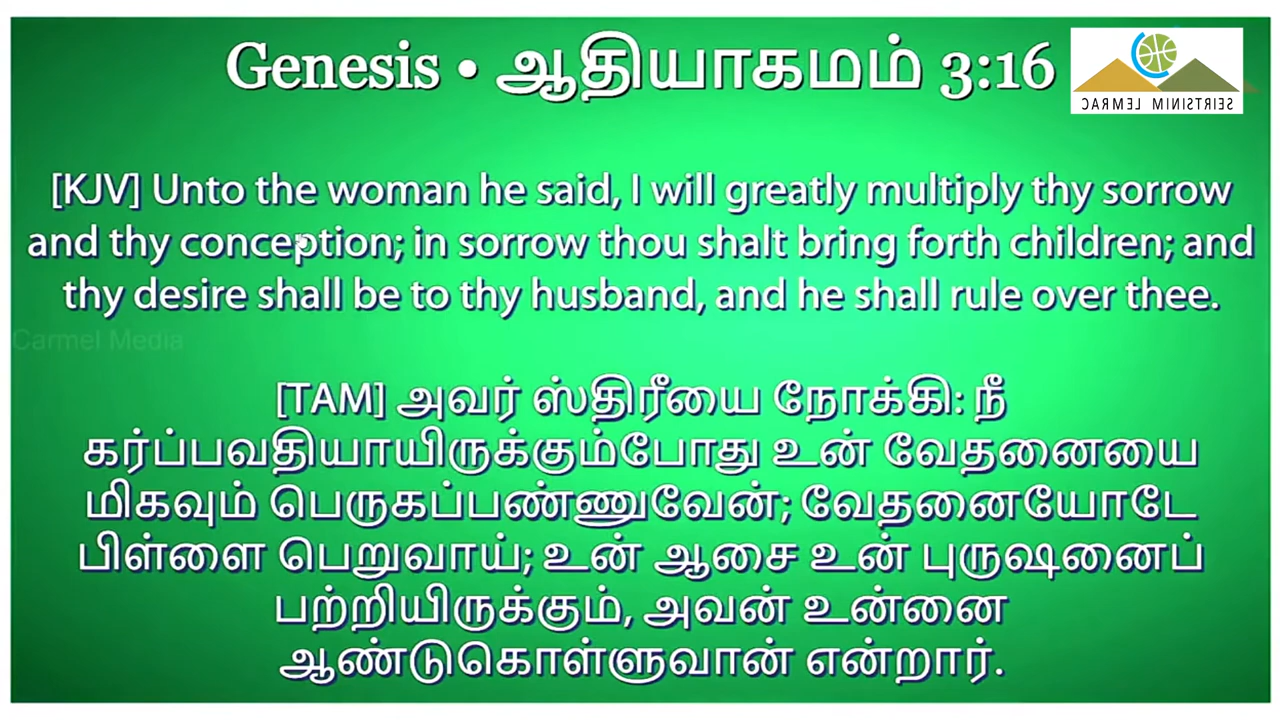 Genesis • ஆதியாகமம் 3:16
CARMEL MINISTRIES
[KJV] Unto the woman he said, I will greatly multiply thy sorrow
and thy conception; in sorrow thou shalt bring forth children; and
thy desire shall be to thy husband, and he shall rule over thee.
Carmel Media
[TAM] அவர் ஸ்திரீயை நோக்கி: நீ
கர்ப்பவதியாயிருக்கும்போது உன் வேதனையை
மிகவும் பெருகப்பண்ணுவேன்; வேதனையோடே
பிள்ளை பெறுவாய்; உன் ஆசை உன் புருஷனைப்
பற்றியிருக்கும், அவன் உன்னை
ஆண்டுகொள்ளுவான் என்றார்.